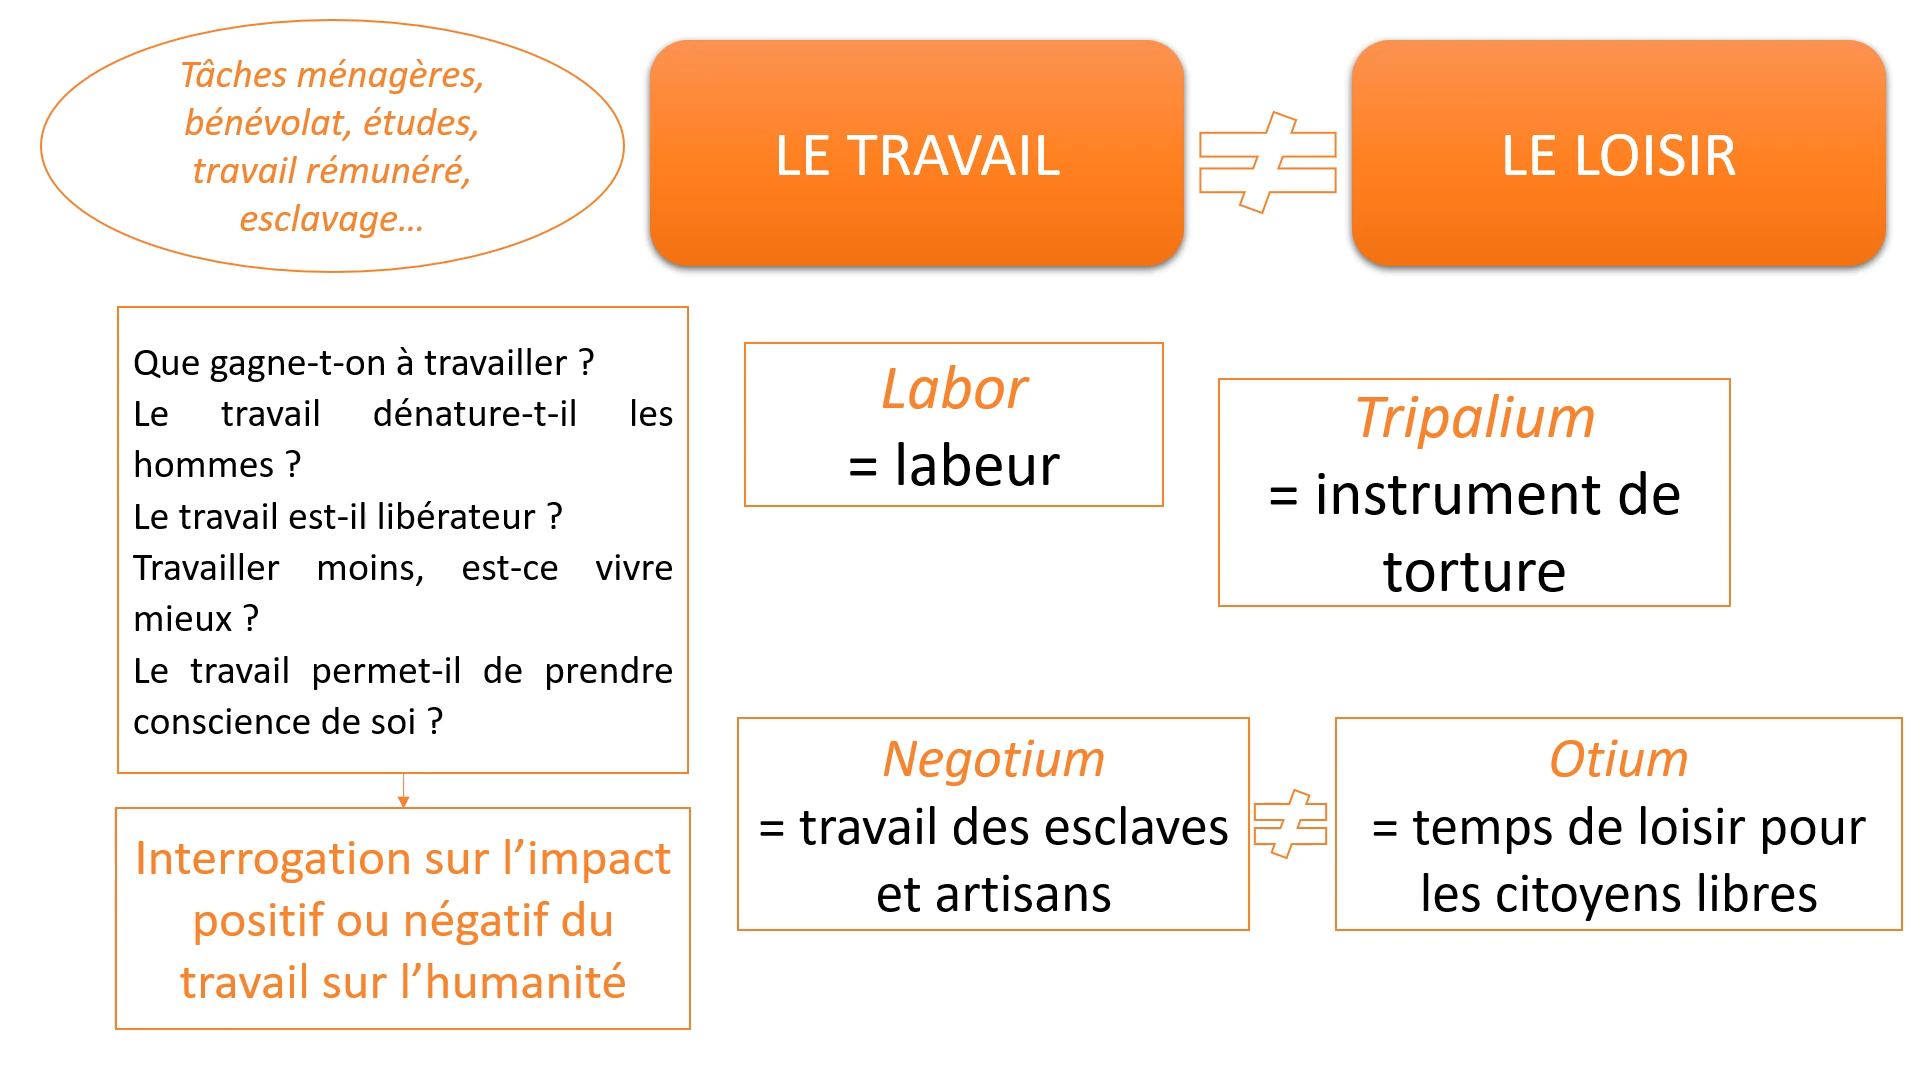 Tâches ménagères,
bénévolat, études,
travail rémunéré,
esclavage…
LE TRAVAIL
≠
LE LOISIR
Que gagne-t-on à travailler ?
Le travail dénature-t-il les
hommes ?
Le travail est-il libérateur ?
Travailler moins, est-ce vivre
mieux ?
Le travail permet-il de prendre
conscience de soi ?
Interrogation sur l’impact
positif ou négatif du
travail sur l’humanité
Labor
= labeur
Tripalium
= instrument de
torture
Negotium
= travail des esclaves
et artisans
≠
Otium
= temps de loisir pour
les citoyens libres